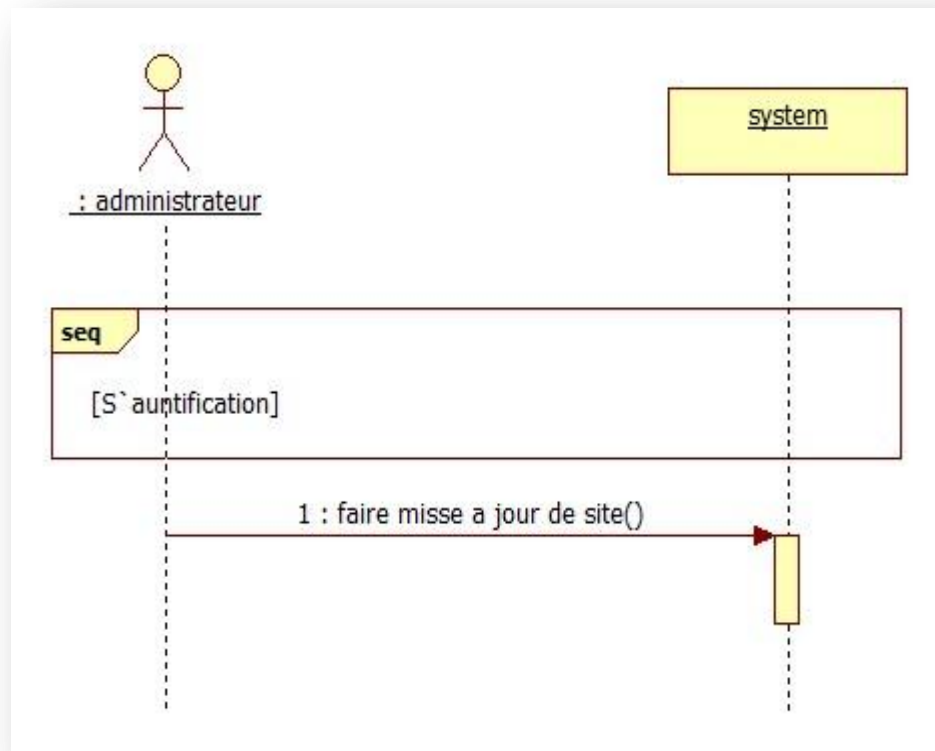 : administrateur
system
seq
[S`auntification]
1 : faire misse a jour de site()